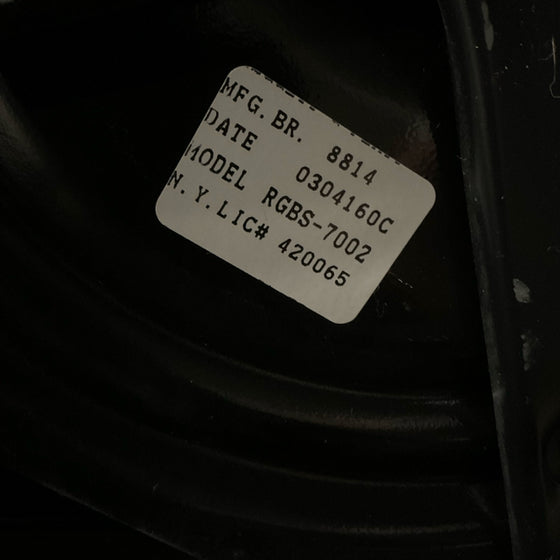 MFG. BR. 8814
DATE 0304160C
MODEL RGBS-7002
N. Y. LIC# 420065